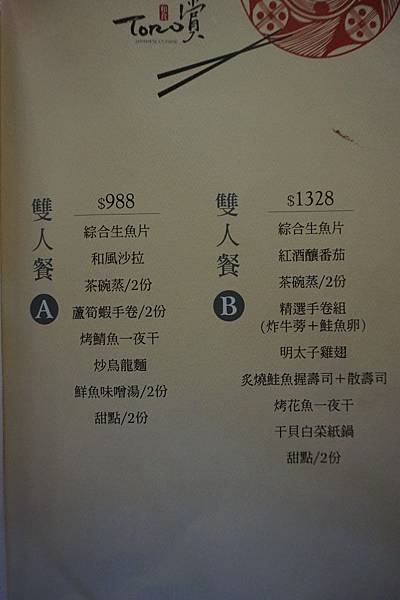 Toro賞
JAPANESE CUISINE
雙人餐 A
$988
綜合生魚片
和風沙拉
茶碗蒸/2份
蘆筍蝦手卷/2份
烤鯖魚一夜干
炒烏龍麵
鮮魚味噌湯/2份
甜點/2份
雙人餐 B
$1328
綜合生魚片
紅酒釀番茄
茶碗蒸/2份
精選手卷組
(炸牛蒡＋鮭魚卵)
明太子雞翅
炙燒鮭魚握壽司＋散壽司
烤花魚一夜干
干貝白菜紙鍋
甜點/2份